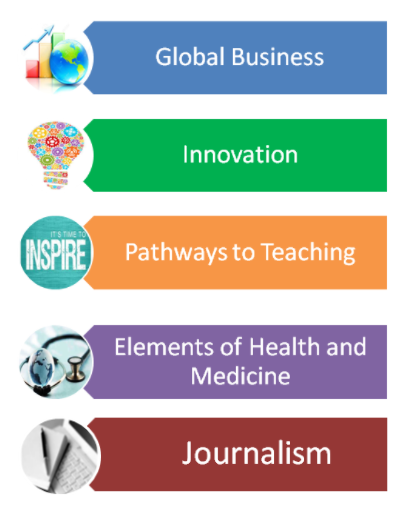 Global Business
Innovation
IT'S TIME TO
INSPIRE
Pathways to Teaching
Elements of Health and
Medicine
Journalism